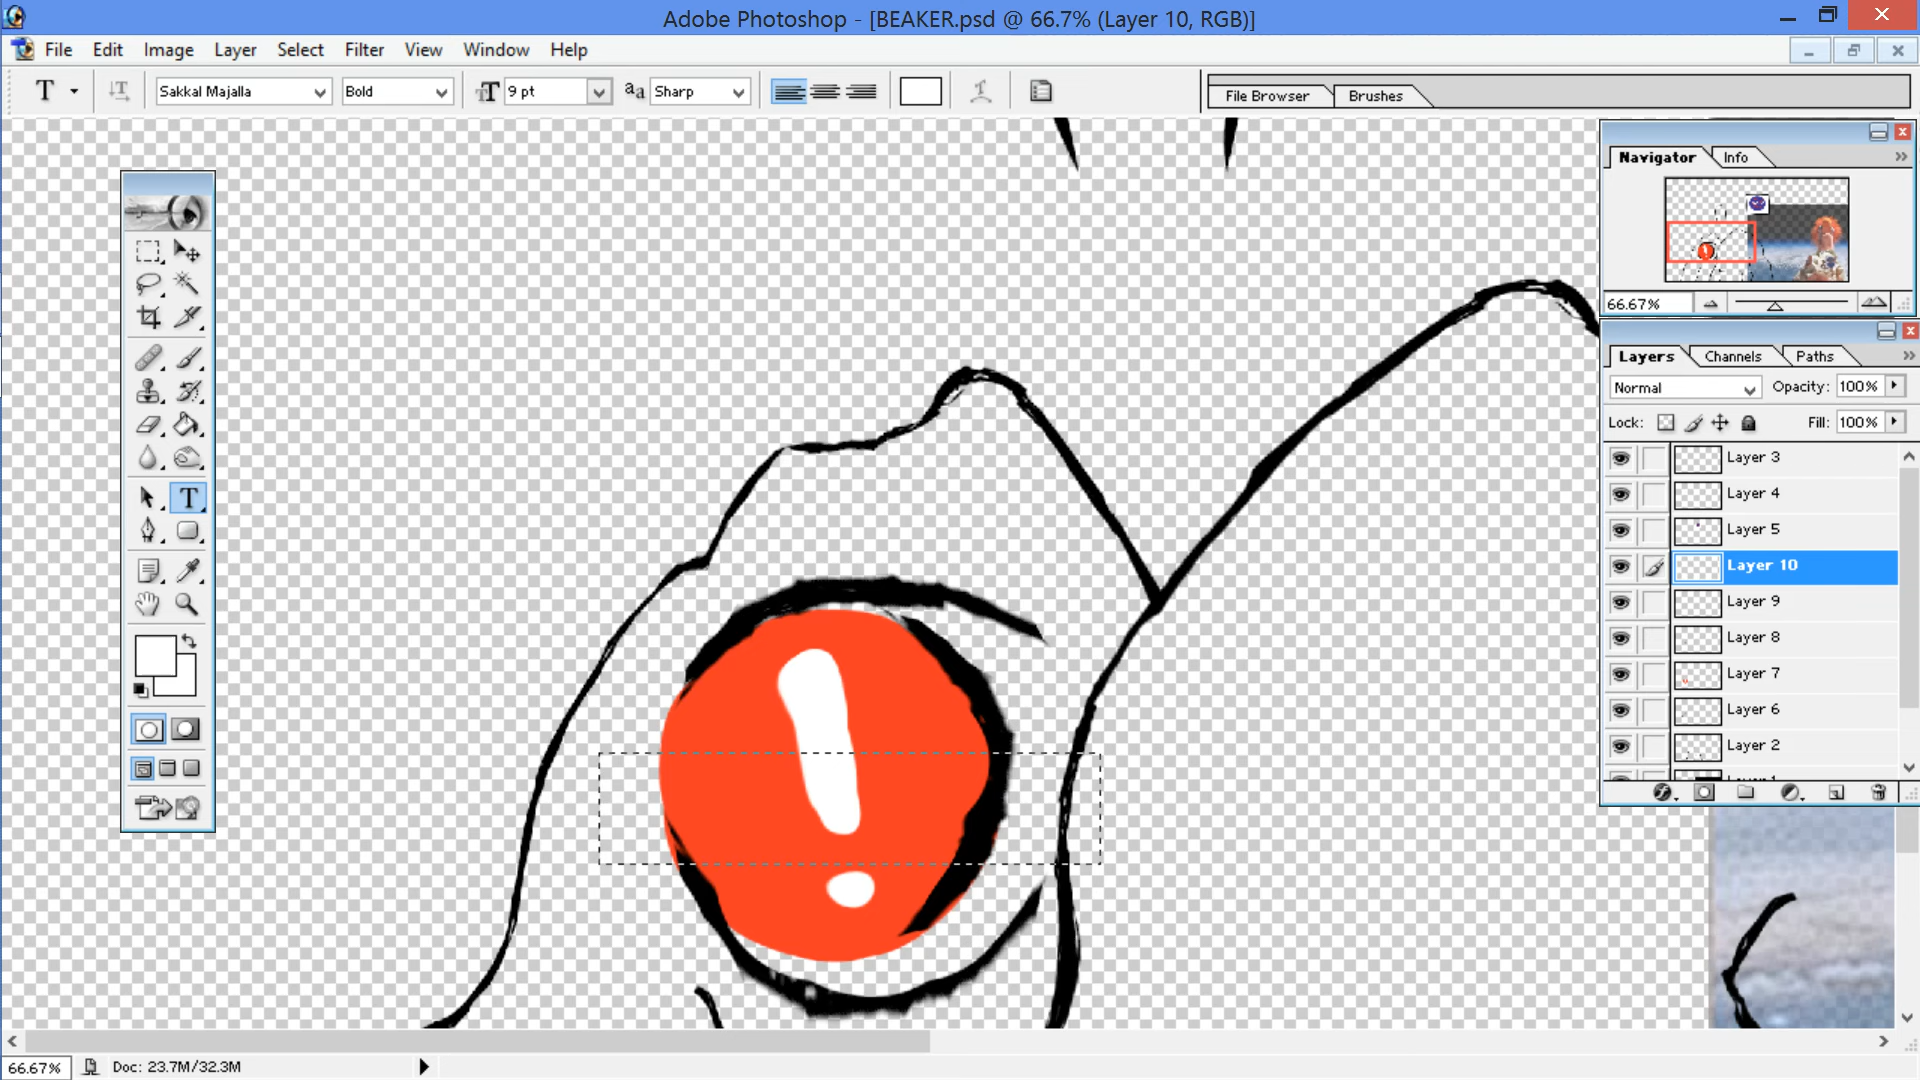 Adobe Photoshop - [BEAKER.psd @ 66.7% (Layer 10, RGB)]
File Edit Image Layer Select Filter View Window Help
T Sakkal Majalla Bold 9 pt Sharp File Browser Brushes
Navigator Info
66.67%
Layers Channels Paths
Normal Opacity: 100%
Lock: Fill: 100%
Layer 3
Layer 4
Layer 5
Layer 10
Layer 9
Layer 8
Layer 7
Layer 6
Layer 2
Layer 1
T
!
66.67% Doc: 23.7M/32.3M